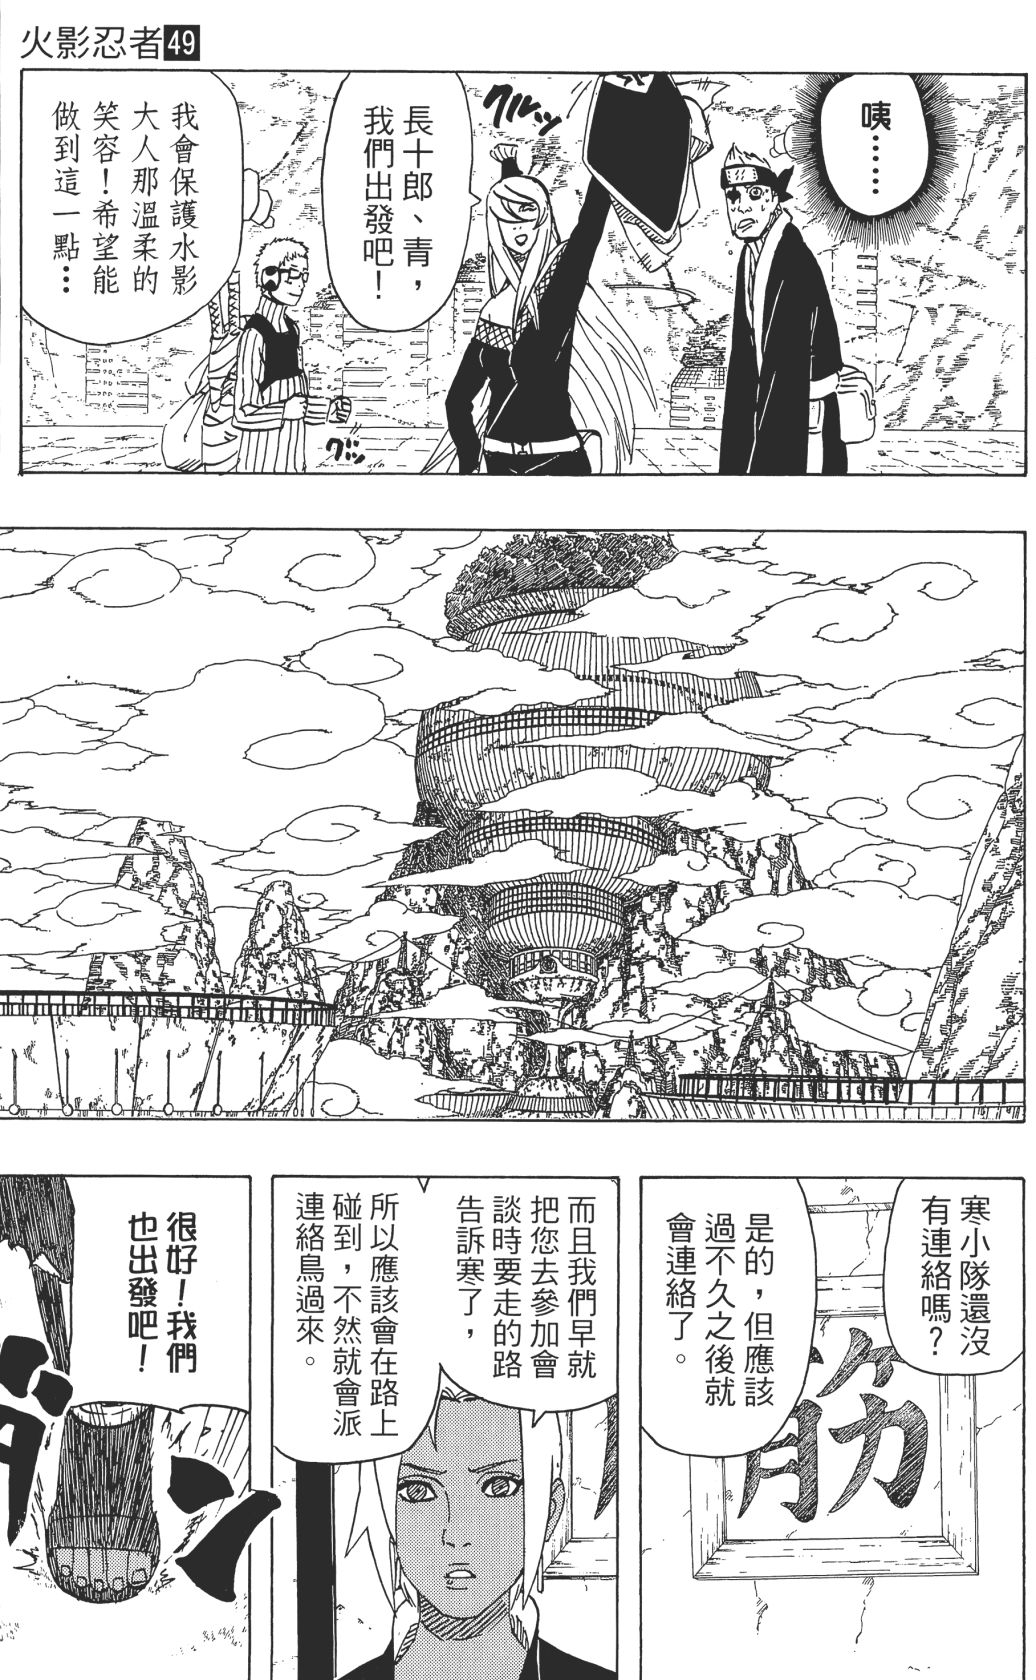 火影忍者49
咦……
長十郎、青，
我們出發吧！
クルッ
我會保護水影
大人那溫柔的
笑容！希望能
做到這一點…
グッ
寒小隊還沒
有連絡嗎？
是的，但應該
過不久之後就
會連絡了。
筋
而且我們早就
把您去參加會
談時要走的路
告訴寒了，
所以應該會在路上
碰到，不然就會派
連絡鳥過來。
很好！我們
也出發吧！